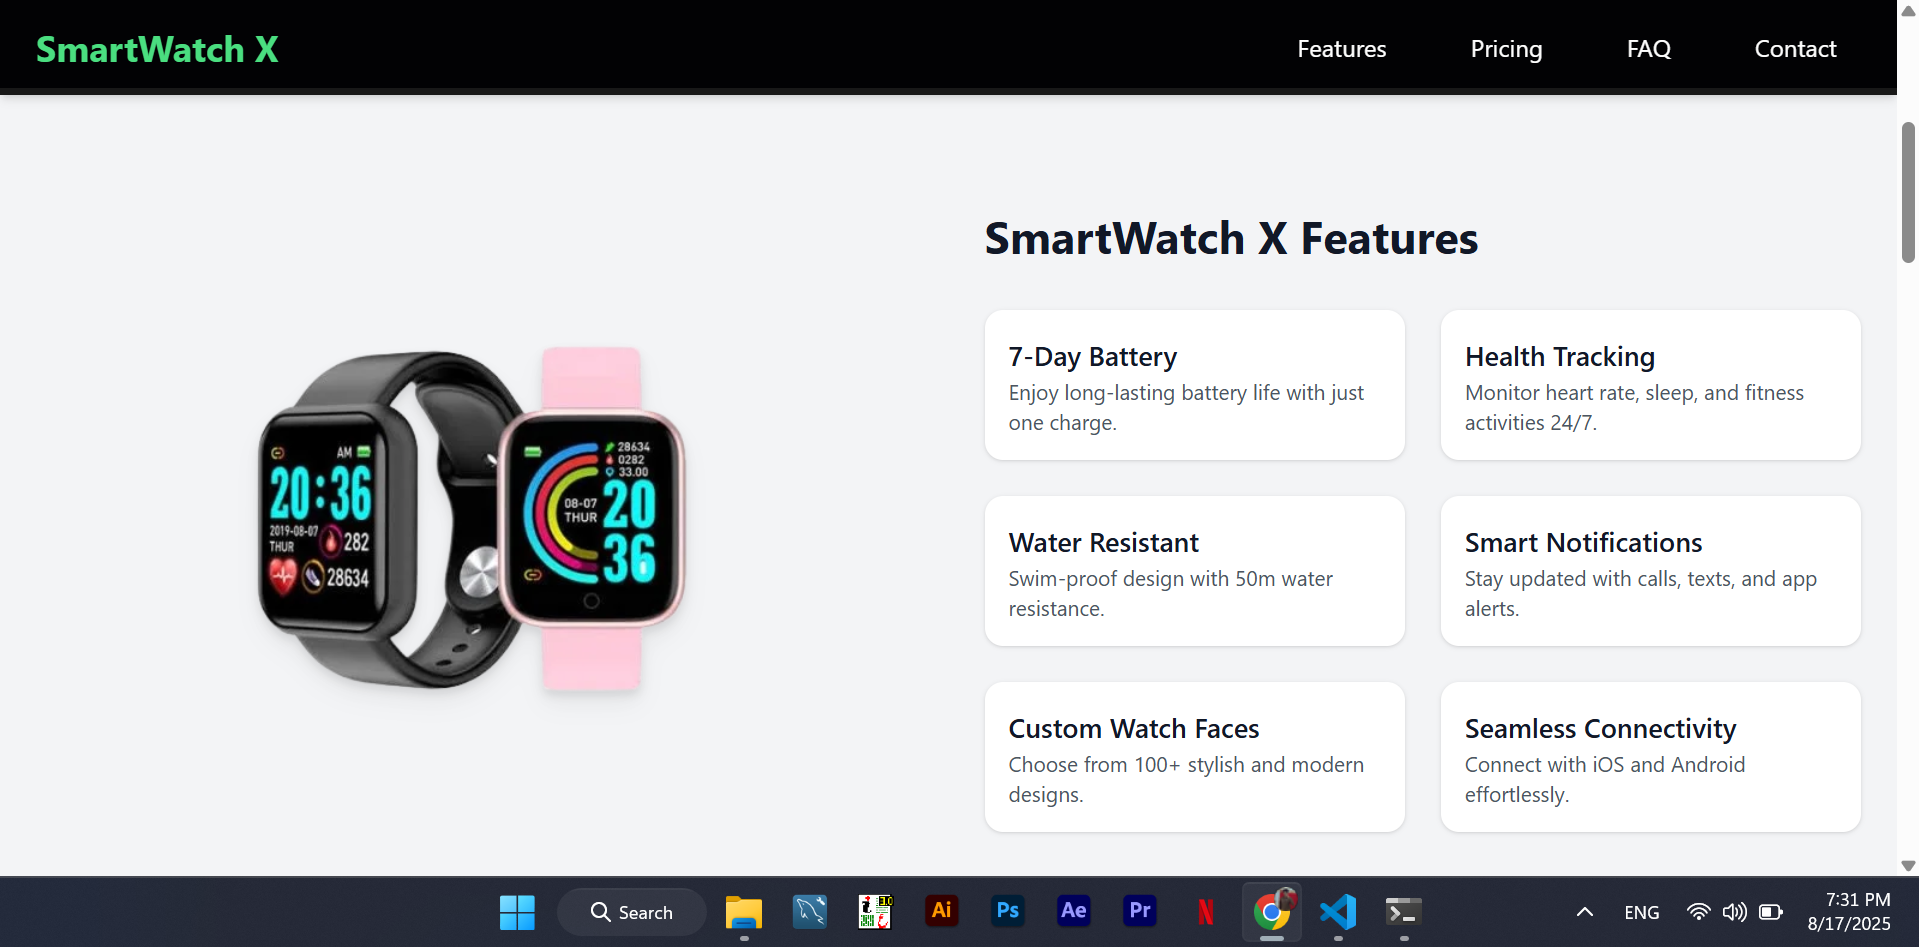 SmartWatch X
Features
Pricing
FAQ
Contact
SmartWatch X Features
7-Day Battery
Enjoy long-lasting battery life with just
one charge.
Health Tracking
Monitor heart rate, sleep, and fitness
activities 24/7.
Water Resistant
Swim-proof design with 50m water
resistance.
Smart Notifications
Stay updated with calls, texts, and app
alerts.
Custom Watch Faces
Choose from 100+ stylish and modern
designs.
Seamless Connectivity
Connect with iOS and Android
effortlessly.
AM
20:36
2019-08-07
THUR
282
28634
28634
0282
33.00
08-07
THUR
20
36
Search
Ai
Ps
Ae
Pr
N
ENG
7:31 PM
8/17/2025